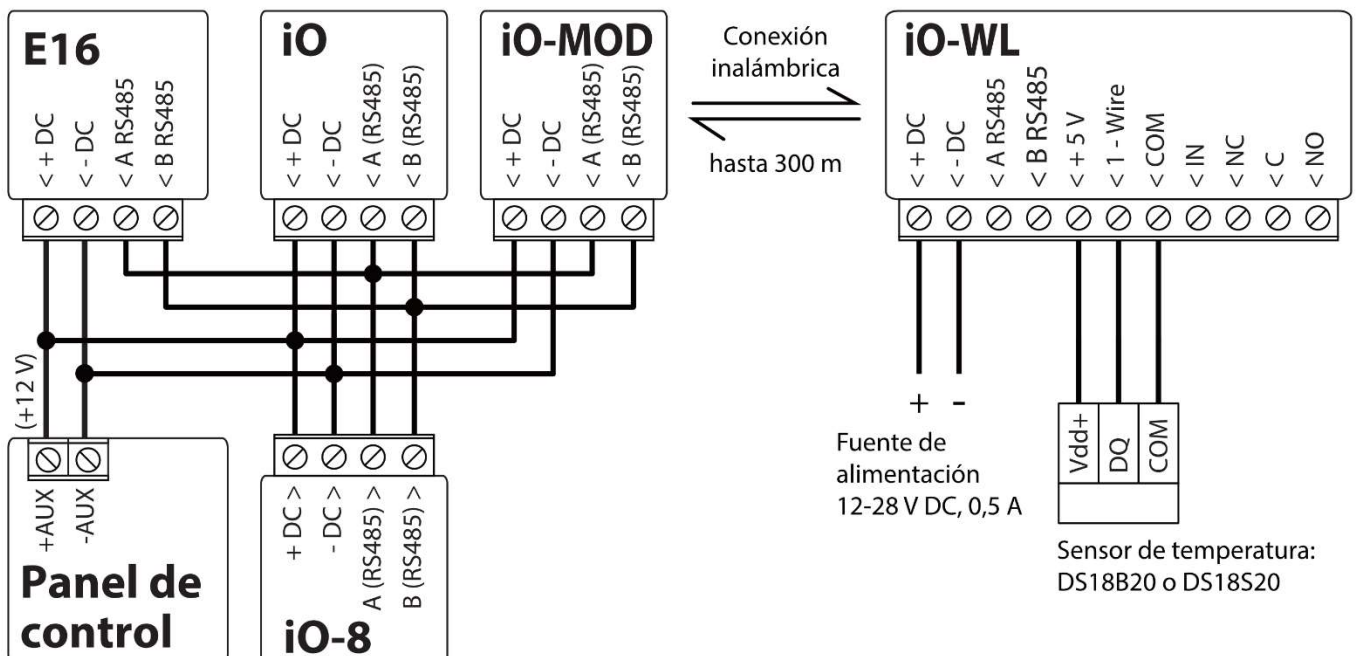 E16
< + DC
< - DC
< A RS485
< B RS485
iO
< + DC
< - DC
< A (RS485)
< B (RS485)
iO-MOD
< + DC
< - DC
< A (RS485)
< B (RS485)
Conexión
inalámbrica
hasta 300 m
iO-WL
< + DC
< - DC
< A RS485
< B RS485
< + 5 V
< 1 - Wire
< COM
< IN
< NC
< C
< NO
(+12 V)
+AUX
-AUX
Panel de
control
+ DC >
- DC >
A (RS485) >
B (RS485) >
iO-8
+ -
Fuente de
alimentación
12-28 V DC, 0,5 A
Vdd+
DQ
COM
Sensor de temperatura:
DS18B20 o DS18S20